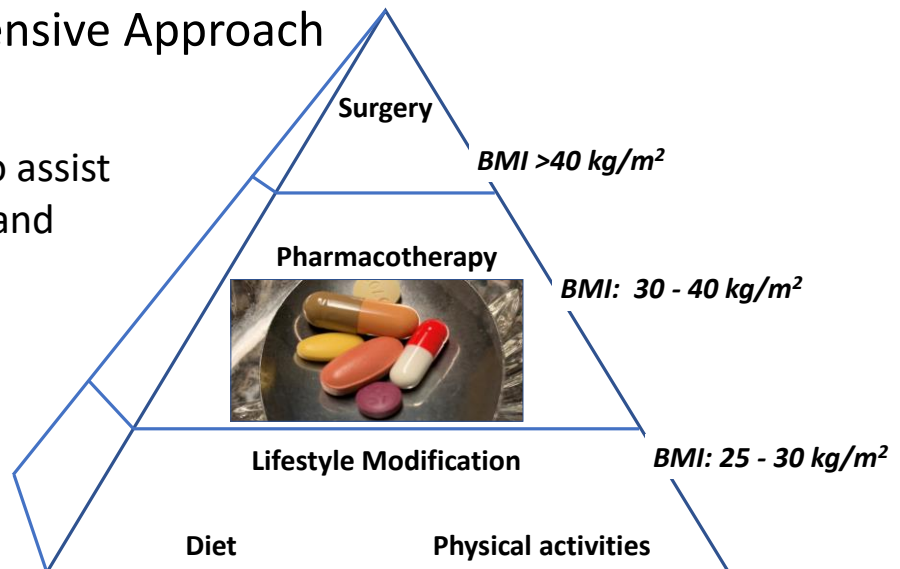 ensive Approach
assist
and
Surgery
BMI >40 kg/m²
Pharmacotherapy
BMI: 30 - 40 kg/m²
Lifestyle Modification
BMI: 25 - 30 kg/m²
Diet Physical activities